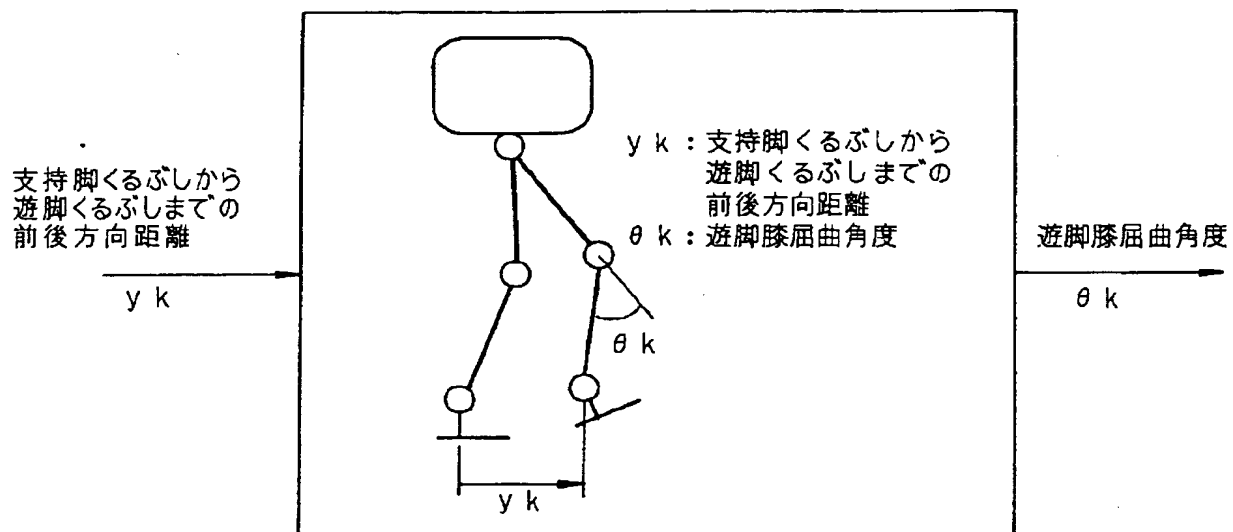 支持脚くるぶしから
遊脚くるぶしまでの
前後方向距離
y k
y k : 支持脚くるぶしから
遊脚くるぶしまでの
前後方向距離
θ k : 遊脚膝屈曲角度
θ k
y k
遊脚膝屈曲角度
θ k